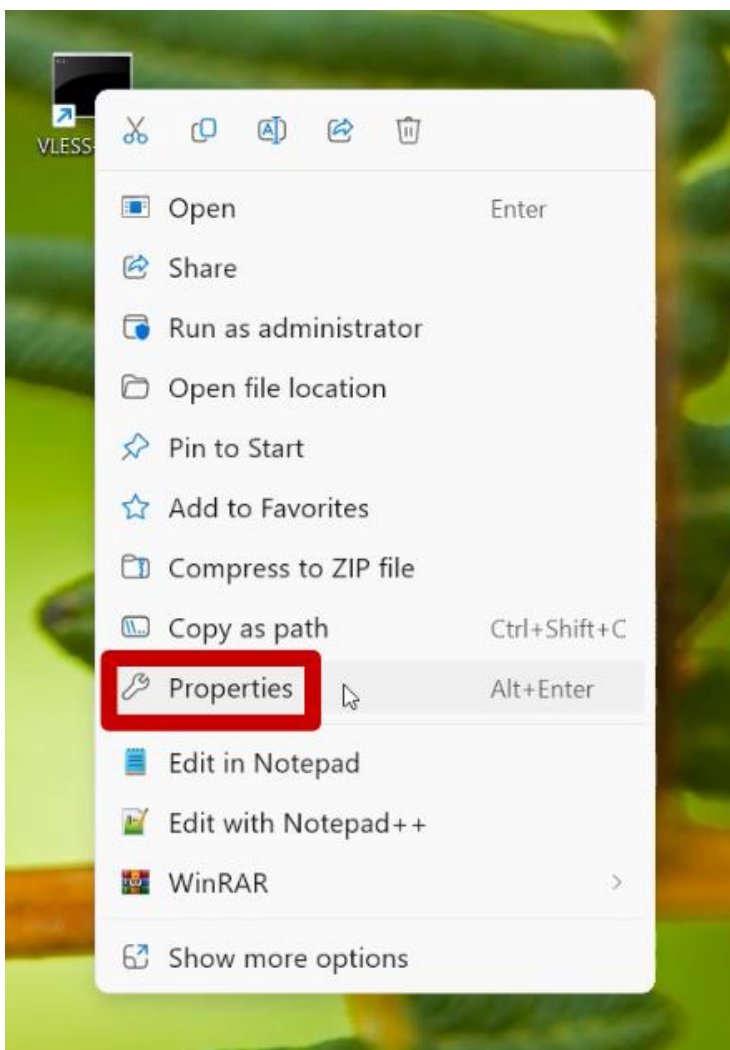 VLESS-
Open Enter
Share
Run as administrator
Open file location
Pin to Start
Add to Favorites
Compress to ZIP file
Copy as path Ctrl+Shift+C
Properties Alt+Enter
Edit in Notepad
Edit with Notepad++
WinRAR
Show more options